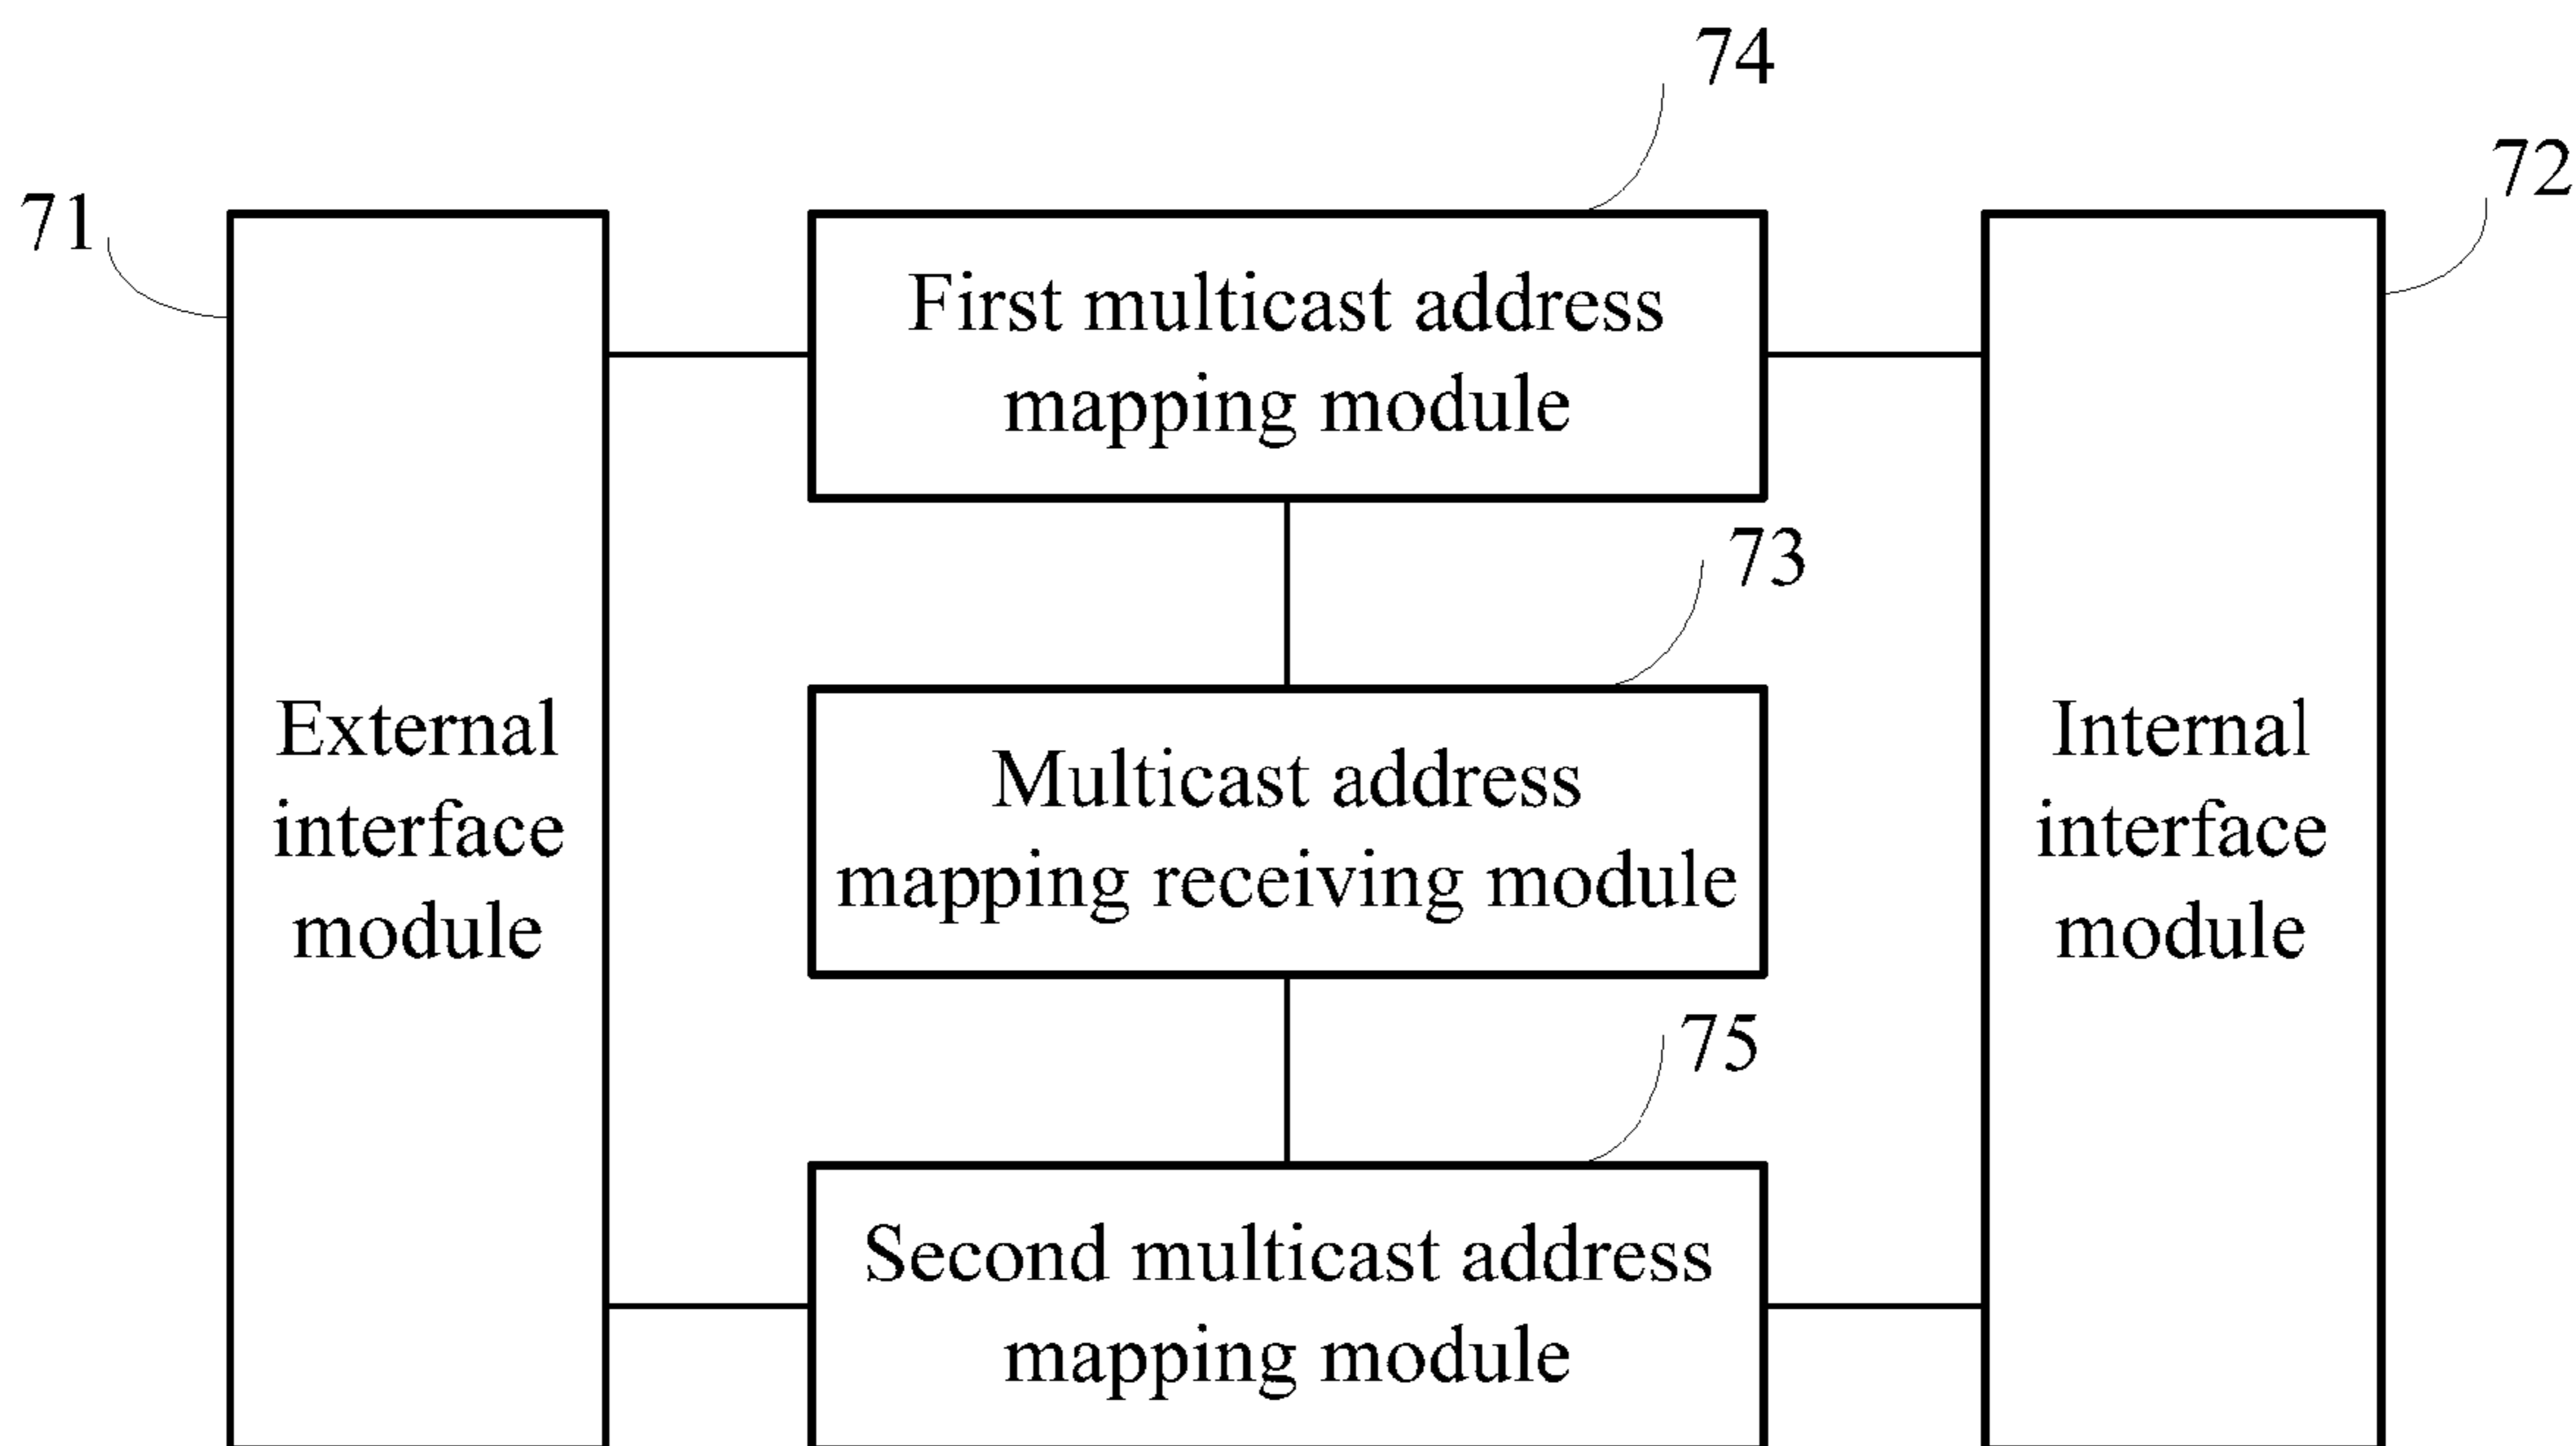 74
72
71
First multicast address
mapping module
73
External
interface
module
Multicast address
mapping receiving module
Internal
interface
module
75
Second multicast address
mapping module